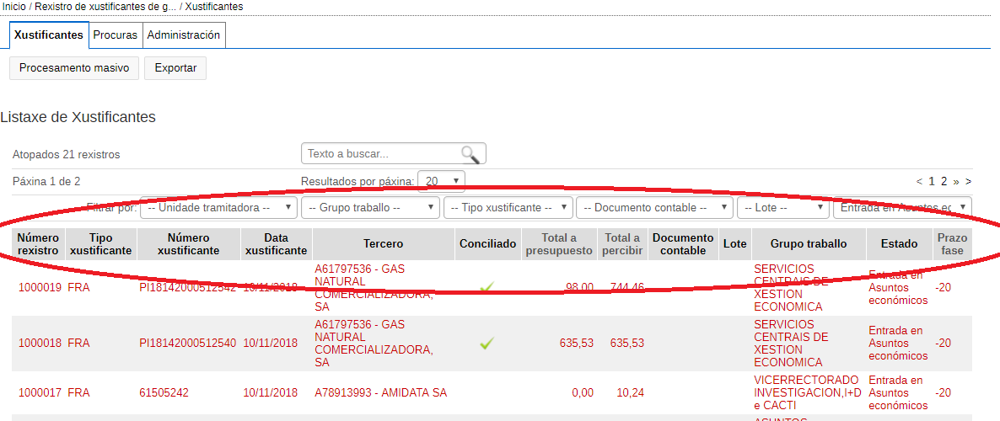 Inicio / Rexistro de xustificantes de g... / Xustificantes
Xustificantes Procuras Administración
Procesamento masivo Exportar
Listaxe de Xustificantes
Atopados 21 rexistros Texto a buscar...
Páxina 1 de 2 Resultados por páxina: 20 < 1 2 » >
Filtrar por: -- Unidade tramitadora -- -- Grupo traballo -- -- Tipo xustificante -- -- Documento contable -- -- Lote -- Entrada en Asuntos ec
Número rexistro Tipo xustificante Número xustificante Data xustificante Tercero Conciliado Total a presupuesto Total a percibir Documento contable Lote Grupo traballo Estado Prazo fase
1000019 FRA PI18142000512542 10/11/2018 A61797536 - GAS NATURAL COMERCIALIZADORA, SA 98,00 744,46 SERVICIOS CENTRAIS DE XESTION ECONOMICA Entrada en Asuntos económicos -20
1000018 FRA PI18142000512540 10/11/2018 A61797536 - GAS NATURAL COMERCIALIZADORA, SA 635,53 635,53 SERVICIOS CENTRAIS DE XESTION ECONOMICA Entrada en Asuntos económicos -20
1000017 FRA 61505242 10/11/2018 A78913993 - AMIDATA SA 0,00 10,24 VICERRECTORADO INVESTIGACION,I+D e CACTI Entrada en Asuntos económicos -20